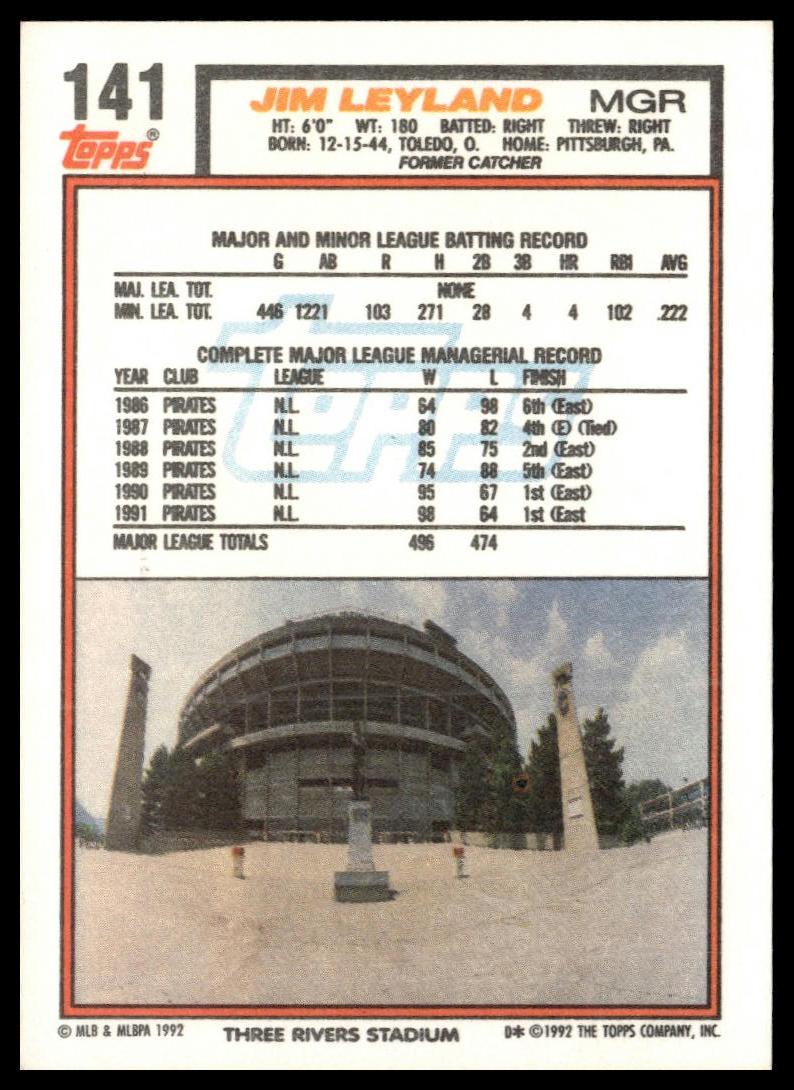 141
TOPPS®
JIM LEYLAND MGR
HT: 6'0" WT: 180 BATTED: RIGHT THREW: RIGHT
BORN: 12-15-44, TOLEDO, O. HOME: PITTSBURGH, PA.
FORMER CATCHER
MAJOR AND MINOR LEAGUE BATTING RECORD
G AB R H 2B 3B HR RBI AVG
MAJ. LEA. TOT. NONE
MIN. LEA. TOT. 446 1221 103 271 28 4 4 102 .222
TOPPS
COMPLETE MAJOR LEAGUE MANAGERIAL RECORD
YEAR CLUB LEAGUE W L FINISH
1986 PIRATES N.L. 64 98 6th (East)
1987 PIRATES N.L. 80 82 4th (E) (Tied)
1988 PIRATES N.L. 85 75 2nd (East)
1989 PIRATES N.L. 74 88 5th (East)
1990 PIRATES N.L. 95 67 1st (East)
1991 PIRATES N.L. 98 64 1st (East
MAJOR LEAGUE TOTALS 496 474
© MLB & MLBPA 1992 THREE RIVERS STADIUM D* ©1992 THE TOPPS COMPANY, INC.